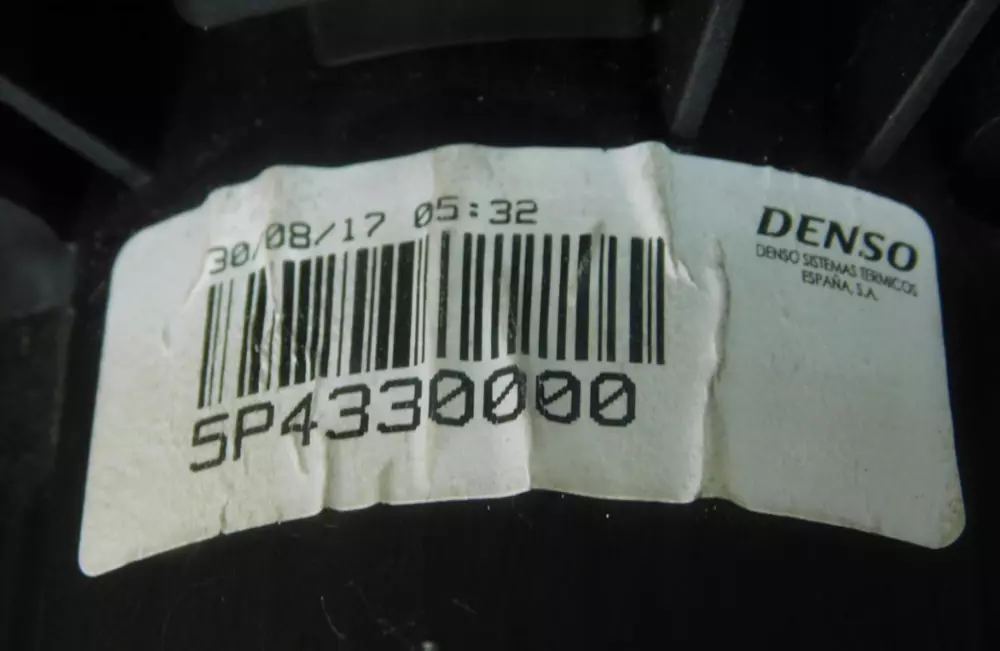 30/08/17 05:32
5P4330000
DENSO
DENSO SISTEMAS TERMICOS
ESPAÑA, S.A.